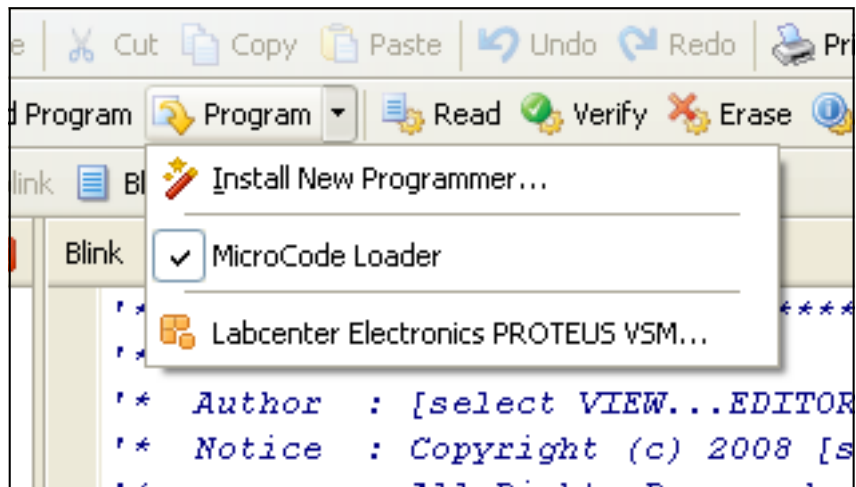 e Cut Copy Paste Undo Redo Pri
d Program Program Read Verify Erase
link Bl
Install New Programmer...
Blink
MicroCode Loader
'* ****
Labcenter Electronics PROTEUS VSM...
'*
'* Author : [select VIEW...EDITOR
'* Notice : Copyright (c) 2008 [s